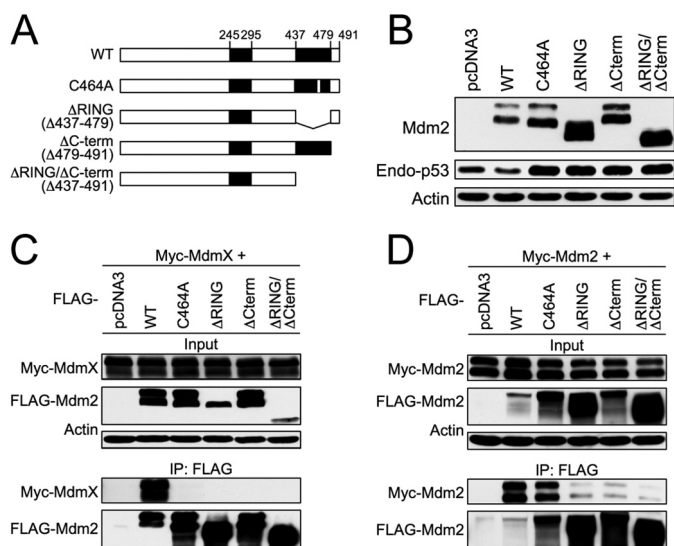 A
245 295 437 479 491
WT
C464A
ΔRING
(Δ437-479)
ΔC-term
(Δ479-491)
ΔRING/ΔC-term
(Δ437-491)
B
pcDNA3 WT C464A ΔRING ΔCterm ΔRING/ΔCterm
Mdm2
Endo-p53
Actin
C
Myc-MdmX +
FLAG- pcDNA3 WT C464A ΔRING ΔCterm ΔRING/ΔCterm
Input
Myc-MdmX
FLAG-Mdm2
Actin
IP: FLAG
Myc-MdmX
FLAG-Mdm2
D
Myc-Mdm2 +
FLAG- pcDNA3 WT C464A ΔRING ΔCterm ΔRING/ΔCterm
Input
Myc-Mdm2
FLAG-Mdm2
Actin
IP: FLAG
Myc-Mdm2
FLAG-Mdm2